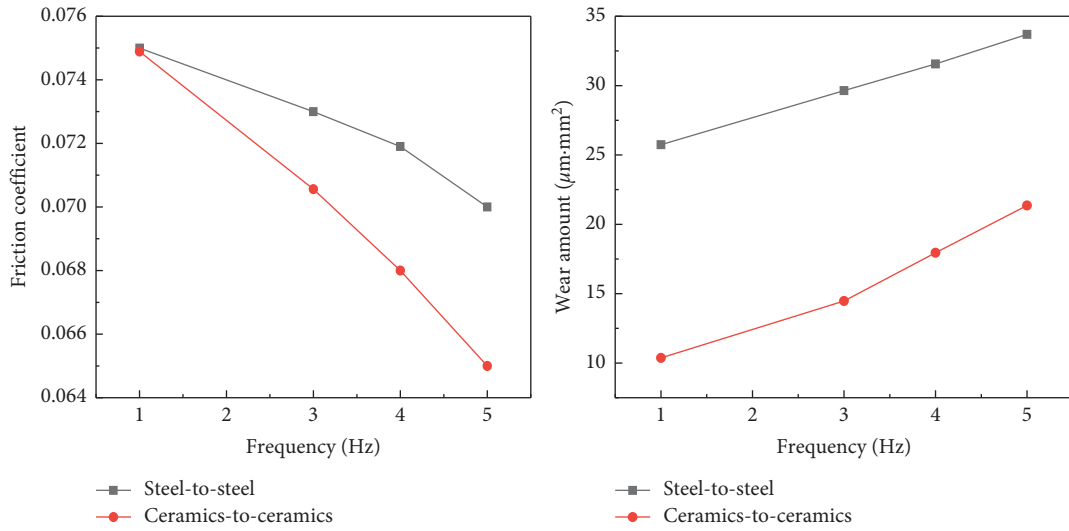 0.076
0.074
0.072
0.070
0.068
0.066
0.064
Friction coefficient
1 2 3 4 5
Frequency (Hz)
Steel-to-steel
Ceramics-to-ceramics
35
30
25
20
15
10
Wear amount (μm·mm²)
1 2 3 4 5
Frequency (Hz)
Steel-to-steel
Ceramics-to-ceramics